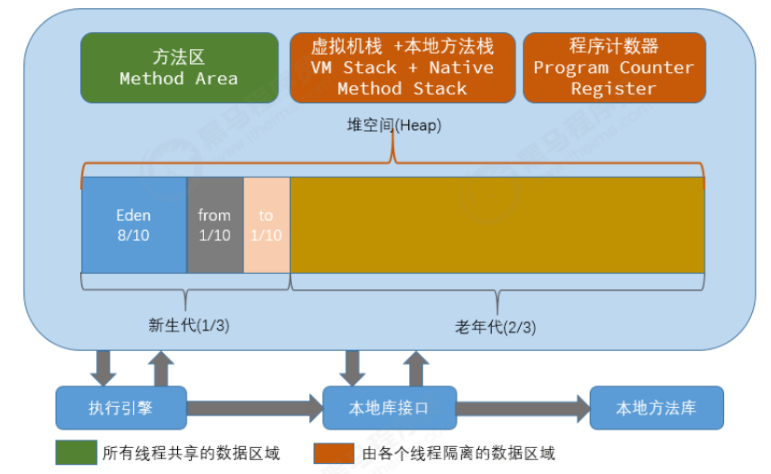 方法区
Method Area
虚拟机栈 +本地方法栈
VM Stack + Native
Method Stack
程序计数器
Program Counter
Register
堆空间(Heap)
Eden
8/10
from
1/10
to
1/10
新生代(1/3)
老年代(2/3)
执行引擎
本地库接口
本地方法库
所有线程共享的数据区域
由各个线程隔离的数据区域